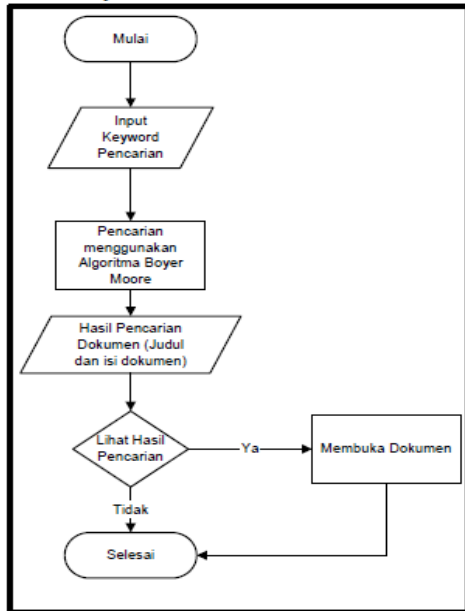 Mulai
Input
Keyword
Pencarian
Pencarian
menggunakan
Algoritma Boyer
Moore
Hasil Pencarian
Dokumen (Judul
dan isi dokumen)
Lihat Hasil
Pencarian
Ya
Membuka Dokumen
Tidak
Selesai